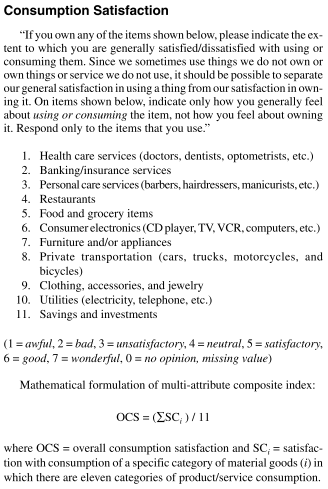 Consumption Satisfaction
“If you own any of the items shown below, please indicate the ex-
tent to which you are generally satisfied/dissatisfied with using or
consuming them. Since we sometimes use things we do not own or
own things or service we do not use, it should be possible to separate
our general satisfaction in using a thing from our satisfaction in own-
ing it. On items shown below, indicate only how you generally feel
about using or consuming the item, not how you feel about owning
it. Respond only to the items that you use.”
1. Health care services (doctors, dentists, optometrists, etc.)
2. Banking/insurance services
3. Personal care services (barbers, hairdressers, manicurists, etc.)
4. Restaurants
5. Food and grocery items
6. Consumer electronics (CD player, TV, VCR, computers, etc.)
7. Furniture and/or appliances
8. Private transportation (cars, trucks, motorcycles, and
bicycles)
9. Clothing, accessories, and jewelry
10. Utilities (electricity, telephone, etc.)
11. Savings and investments
(1 = awful, 2 = bad, 3 = unsatisfactory, 4 = neutral, 5 = satisfactory,
6 = good, 7 = wonderful, 0 = no opinion, missing value)
Mathematical formulation of multi-attribute composite index:
OCS = (∑SCi ) / 11
where OCS = overall consumption satisfaction and SCi = satisfac-
tion with consumption of a specific category of material goods (i) in
which there are eleven categories of product/service consumption.